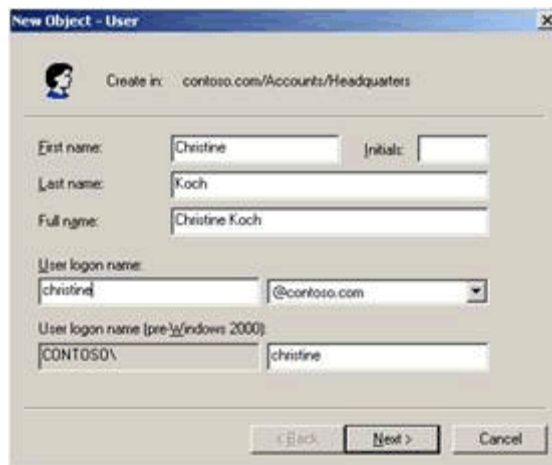 New Object - User
Create in: contoso.com/Accounts/Headquarters
First name: Christine Initials:
Last name: Koch
Full name: Christine Koch
User logon name:
christine @contoso.com
User logon name (pre-Windows 2000):
CONTOSO\ christine
< Back Next > Cancel